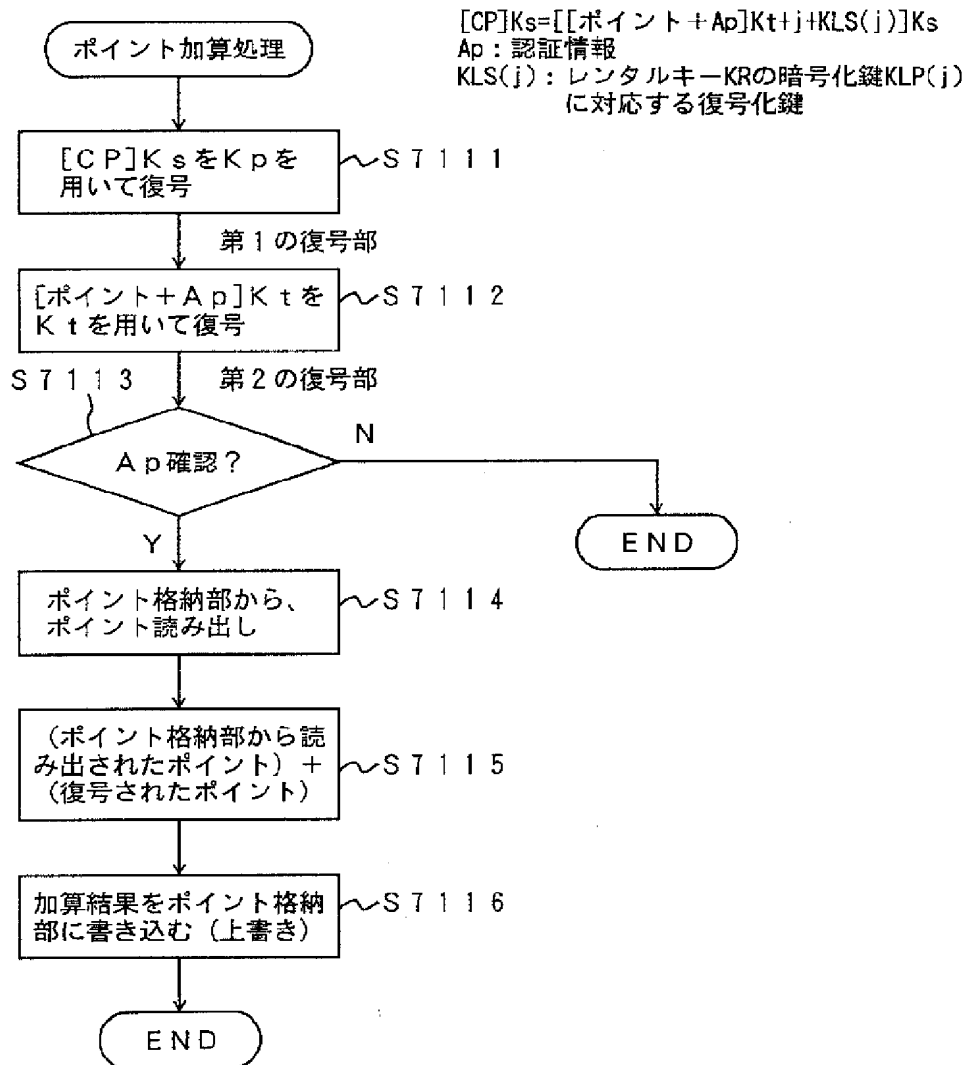 [CP]Ks=[[ポイント+Ap]Kt+j+KLS(j)]Ks
Ap:認証情報
KLS(j):レンタルキーKRの暗号化鍵KLP(j)
に対応する復号化鍵
ポイント加算処理
[CP]KsをKpを
用いて復号
S7111
第1の復号部
[ポイント+Ap]Ktを
Ktを用いて復号
S7112
S7113
第2の復号部
Ap確認?
N
END
Y
ポイント格納部から、
ポイント読み出し
S7114
(ポイント格納部から読
み出されたポイント)+
(復号されたポイント)
S7115
加算結果をポイント格納
部に書き込む(上書き)
S7116
END